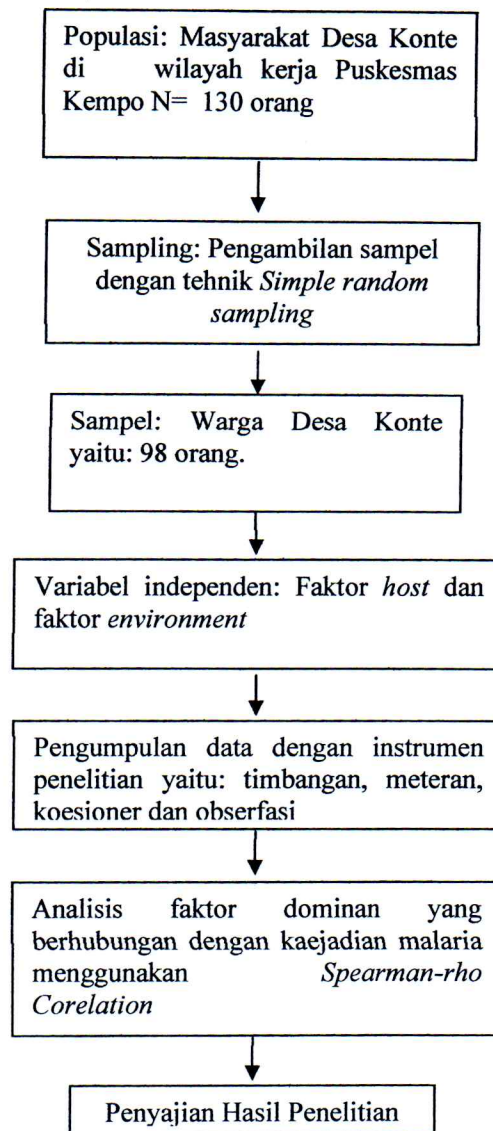 Populasi: Masyarakat Desa Konte
di wilayah kerja Puskesmas
Kempo N= 130 orang
Sampling: Pengambilan sampel
dengan tehnik Simple random
sampling
Sampel: Warga Desa Konte
yaitu: 98 orang.
Variabel independen: Faktor host dan
faktor environment
Pengumpulan data dengan instrumen
penelitian yaitu: timbangan, meteran,
koesioner dan obserfasi
Analisis faktor dominan yang
berhubungan dengan kaejadian malaria
menggunakan Spearman-rho
Corelation
Penyajian Hasil Penelitian